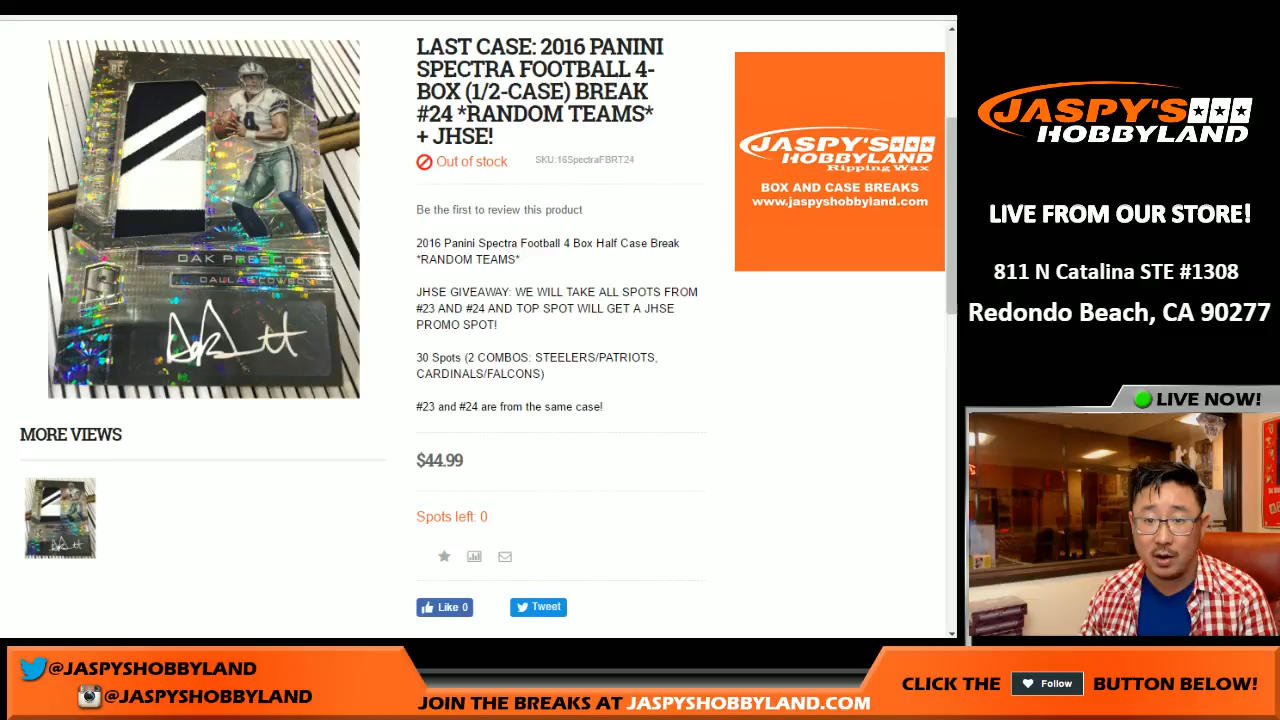 LAST CASE: 2016 PANINI
SPECTRA FOOTBALL 4-
BOX (1/2-CASE) BREAK
#24 *RANDOM TEAMS*
+ JHSE!
Out of stock
SKU:16SpectraFBRT24
Be the first to review this product
2016 Panini Spectra Football 4 Box Half Case Break
*RANDOM TEAMS*
JHSE GIVEAWAY: WE WILL TAKE ALL SPOTS FROM
#23 AND #24 AND TOP SPOT WILL GET A JHSE
PROMO SPOT!
30 Spots (2 COMBOS: STEELERS/PATRIOTS,
CARDINALS/FALCONS)
#23 and #24 are from the same case!
$44.99
Spots left: 0
Like 0
Tweet
RC
DAK PRESCOT
DALLAS COWBOY
MORE VIEWS
JASPY'S
HOBBYLAND
Ripping Wax
BOX AND CASE BREAKS
www.jaspyshobbyland.com
JASPY'S
HOBBYLAND
LIVE FROM OUR STORE!
811 N Catalina STE #1308
Redondo Beach, CA 90277
LIVE NOW!
@JASPYSHOBBYLAND
@JASPYSHOBBYLAND
JOIN THE BREAKS AT JASPYSHOBBYLAND.COM
CLICK THE Follow BUTTON BELOW!